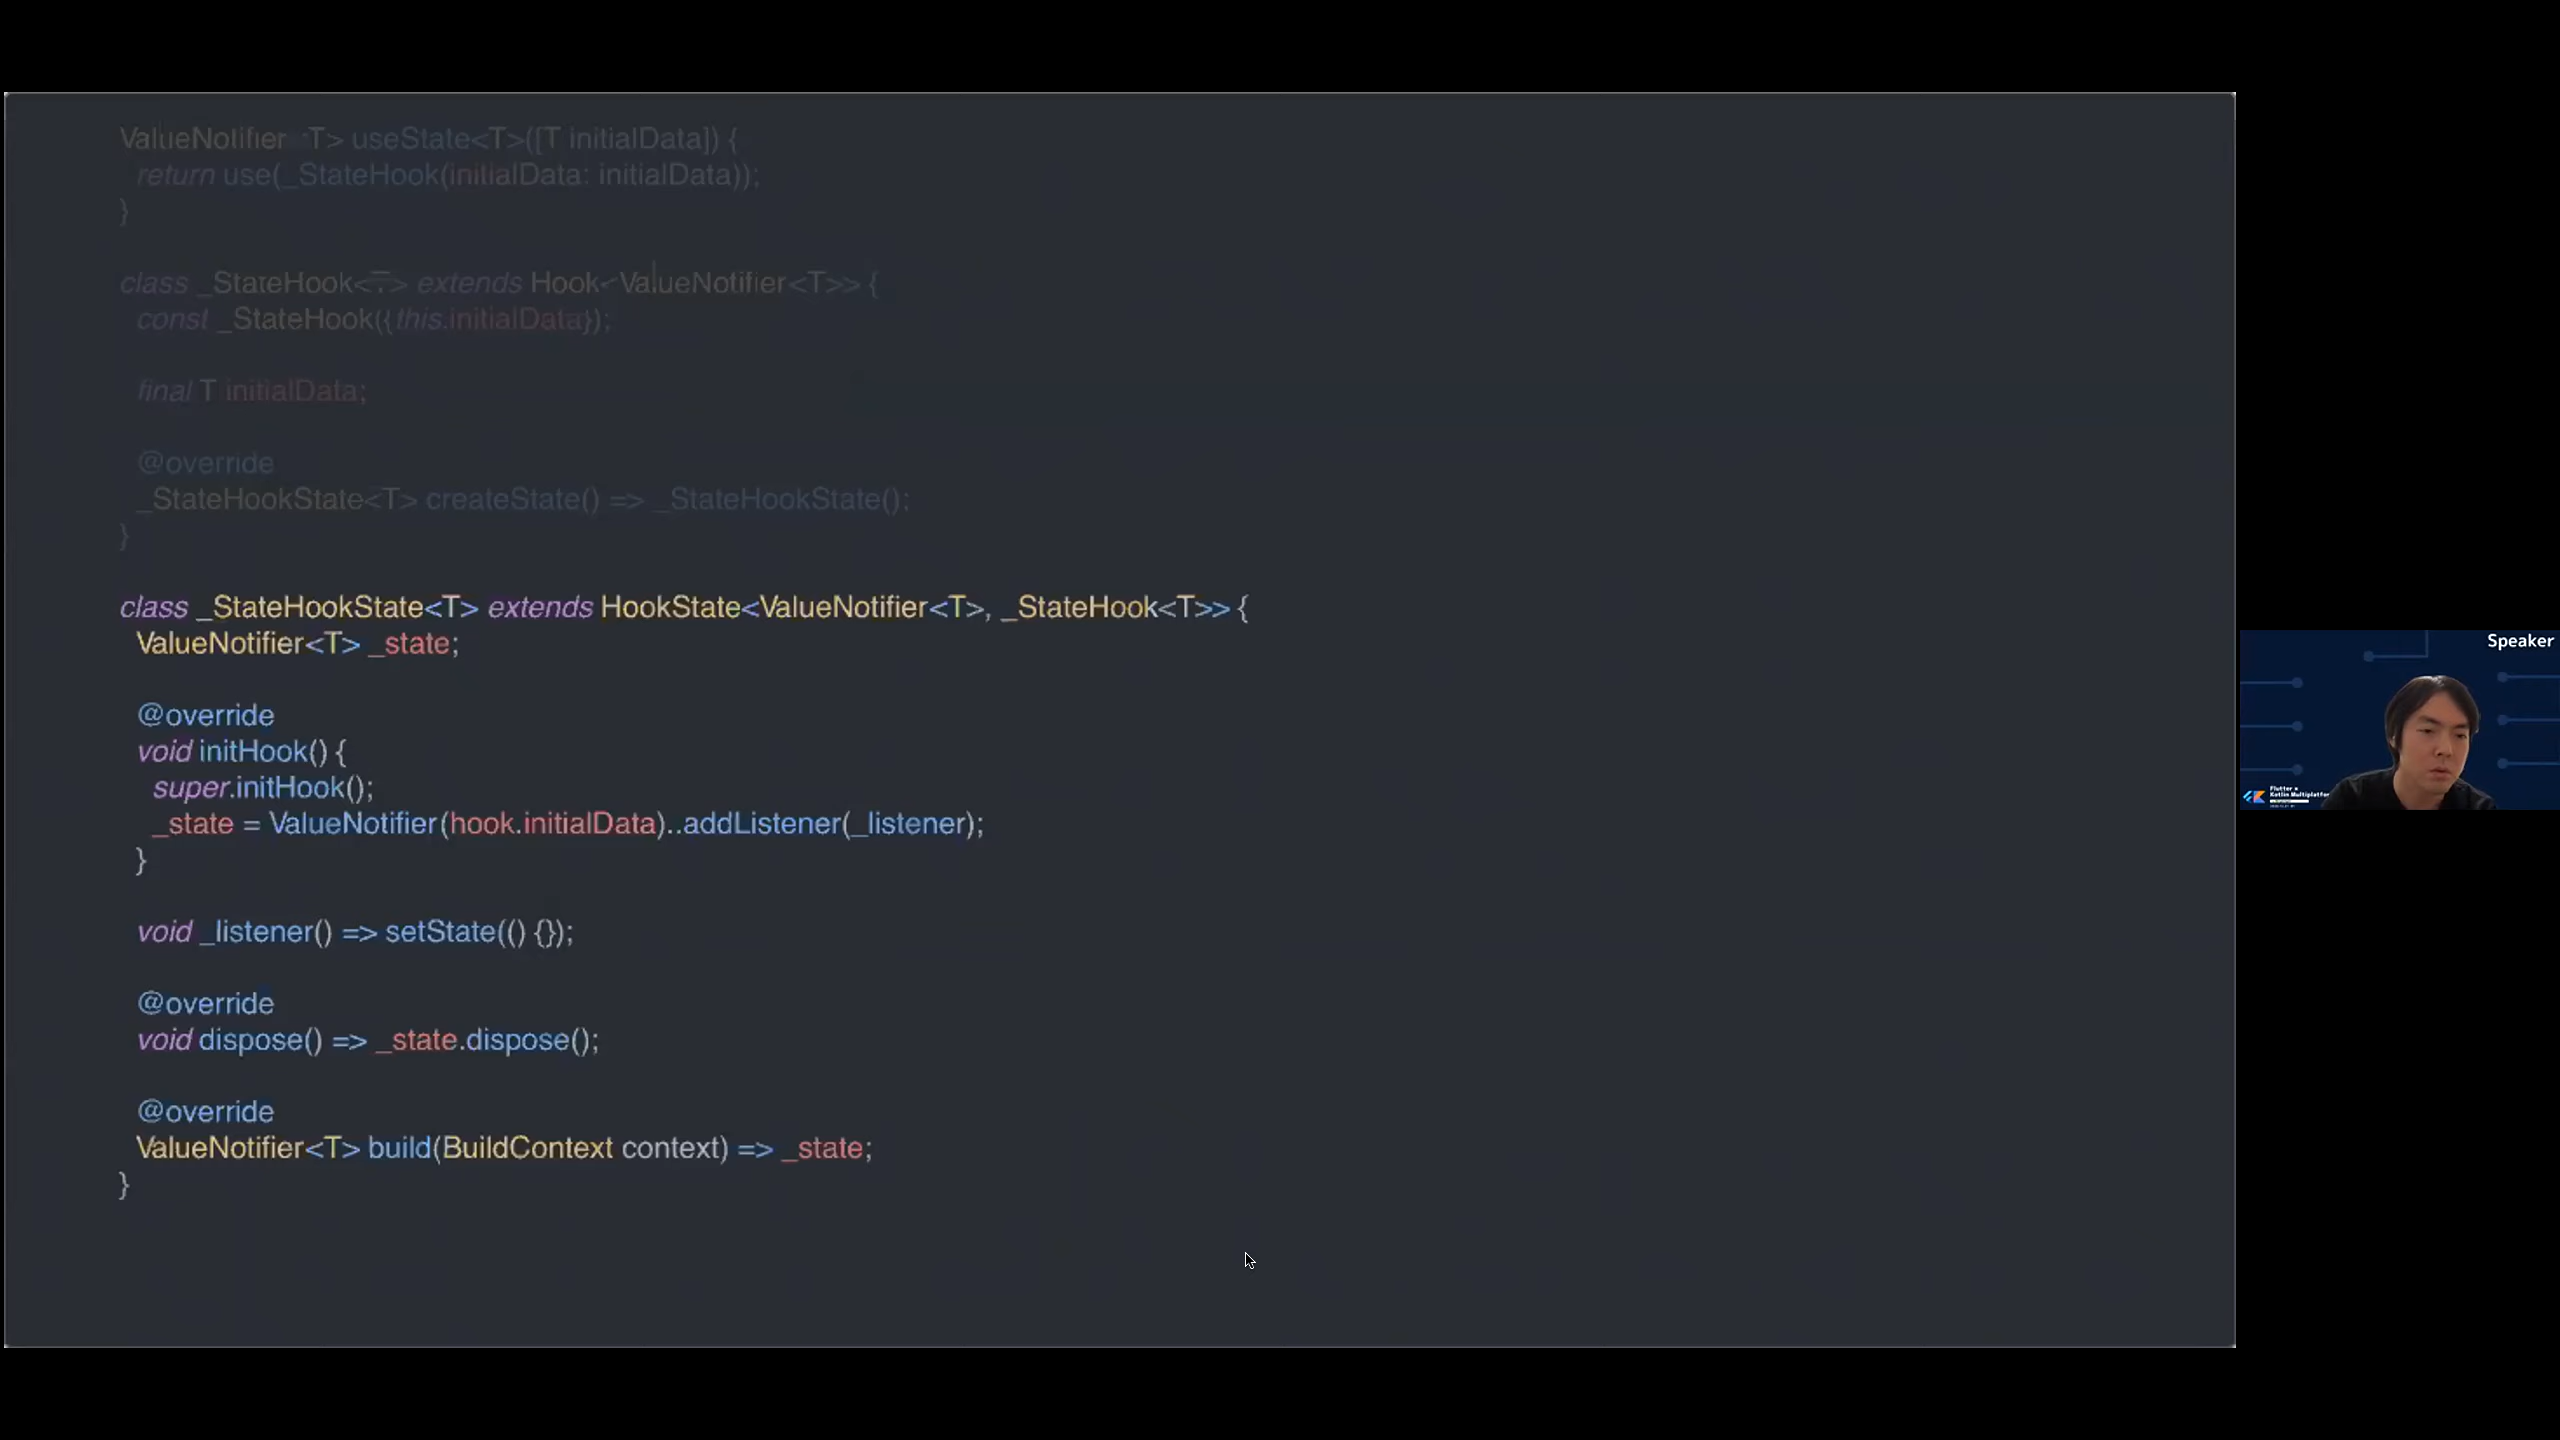 ValueNotifier<T> useState<T>([T initialData]) {
return use(_StateHook(initialData: initialData));
}
class _StateHook<T> extends Hook<ValueNotifier<T>> {
const _StateHook({this.initialData});
final T initialData;
@override
_StateHookState<T> createState() => _StateHookState();
}
class _StateHookState<T> extends HookState<ValueNotifier<T>, _StateHook<T>> {
ValueNotifier<T> _state;
@override
void initHook() {
super.initHook();
_state = ValueNotifier(hook.initialData)..addListener(_listener);
}
void _listener() => setState(() {});
@override
void dispose() => _state.dispose();
@override
ValueNotifier<T> build(BuildContext context) => _state;
}
Speaker
Flutter x
Kotlin Multiplatfor